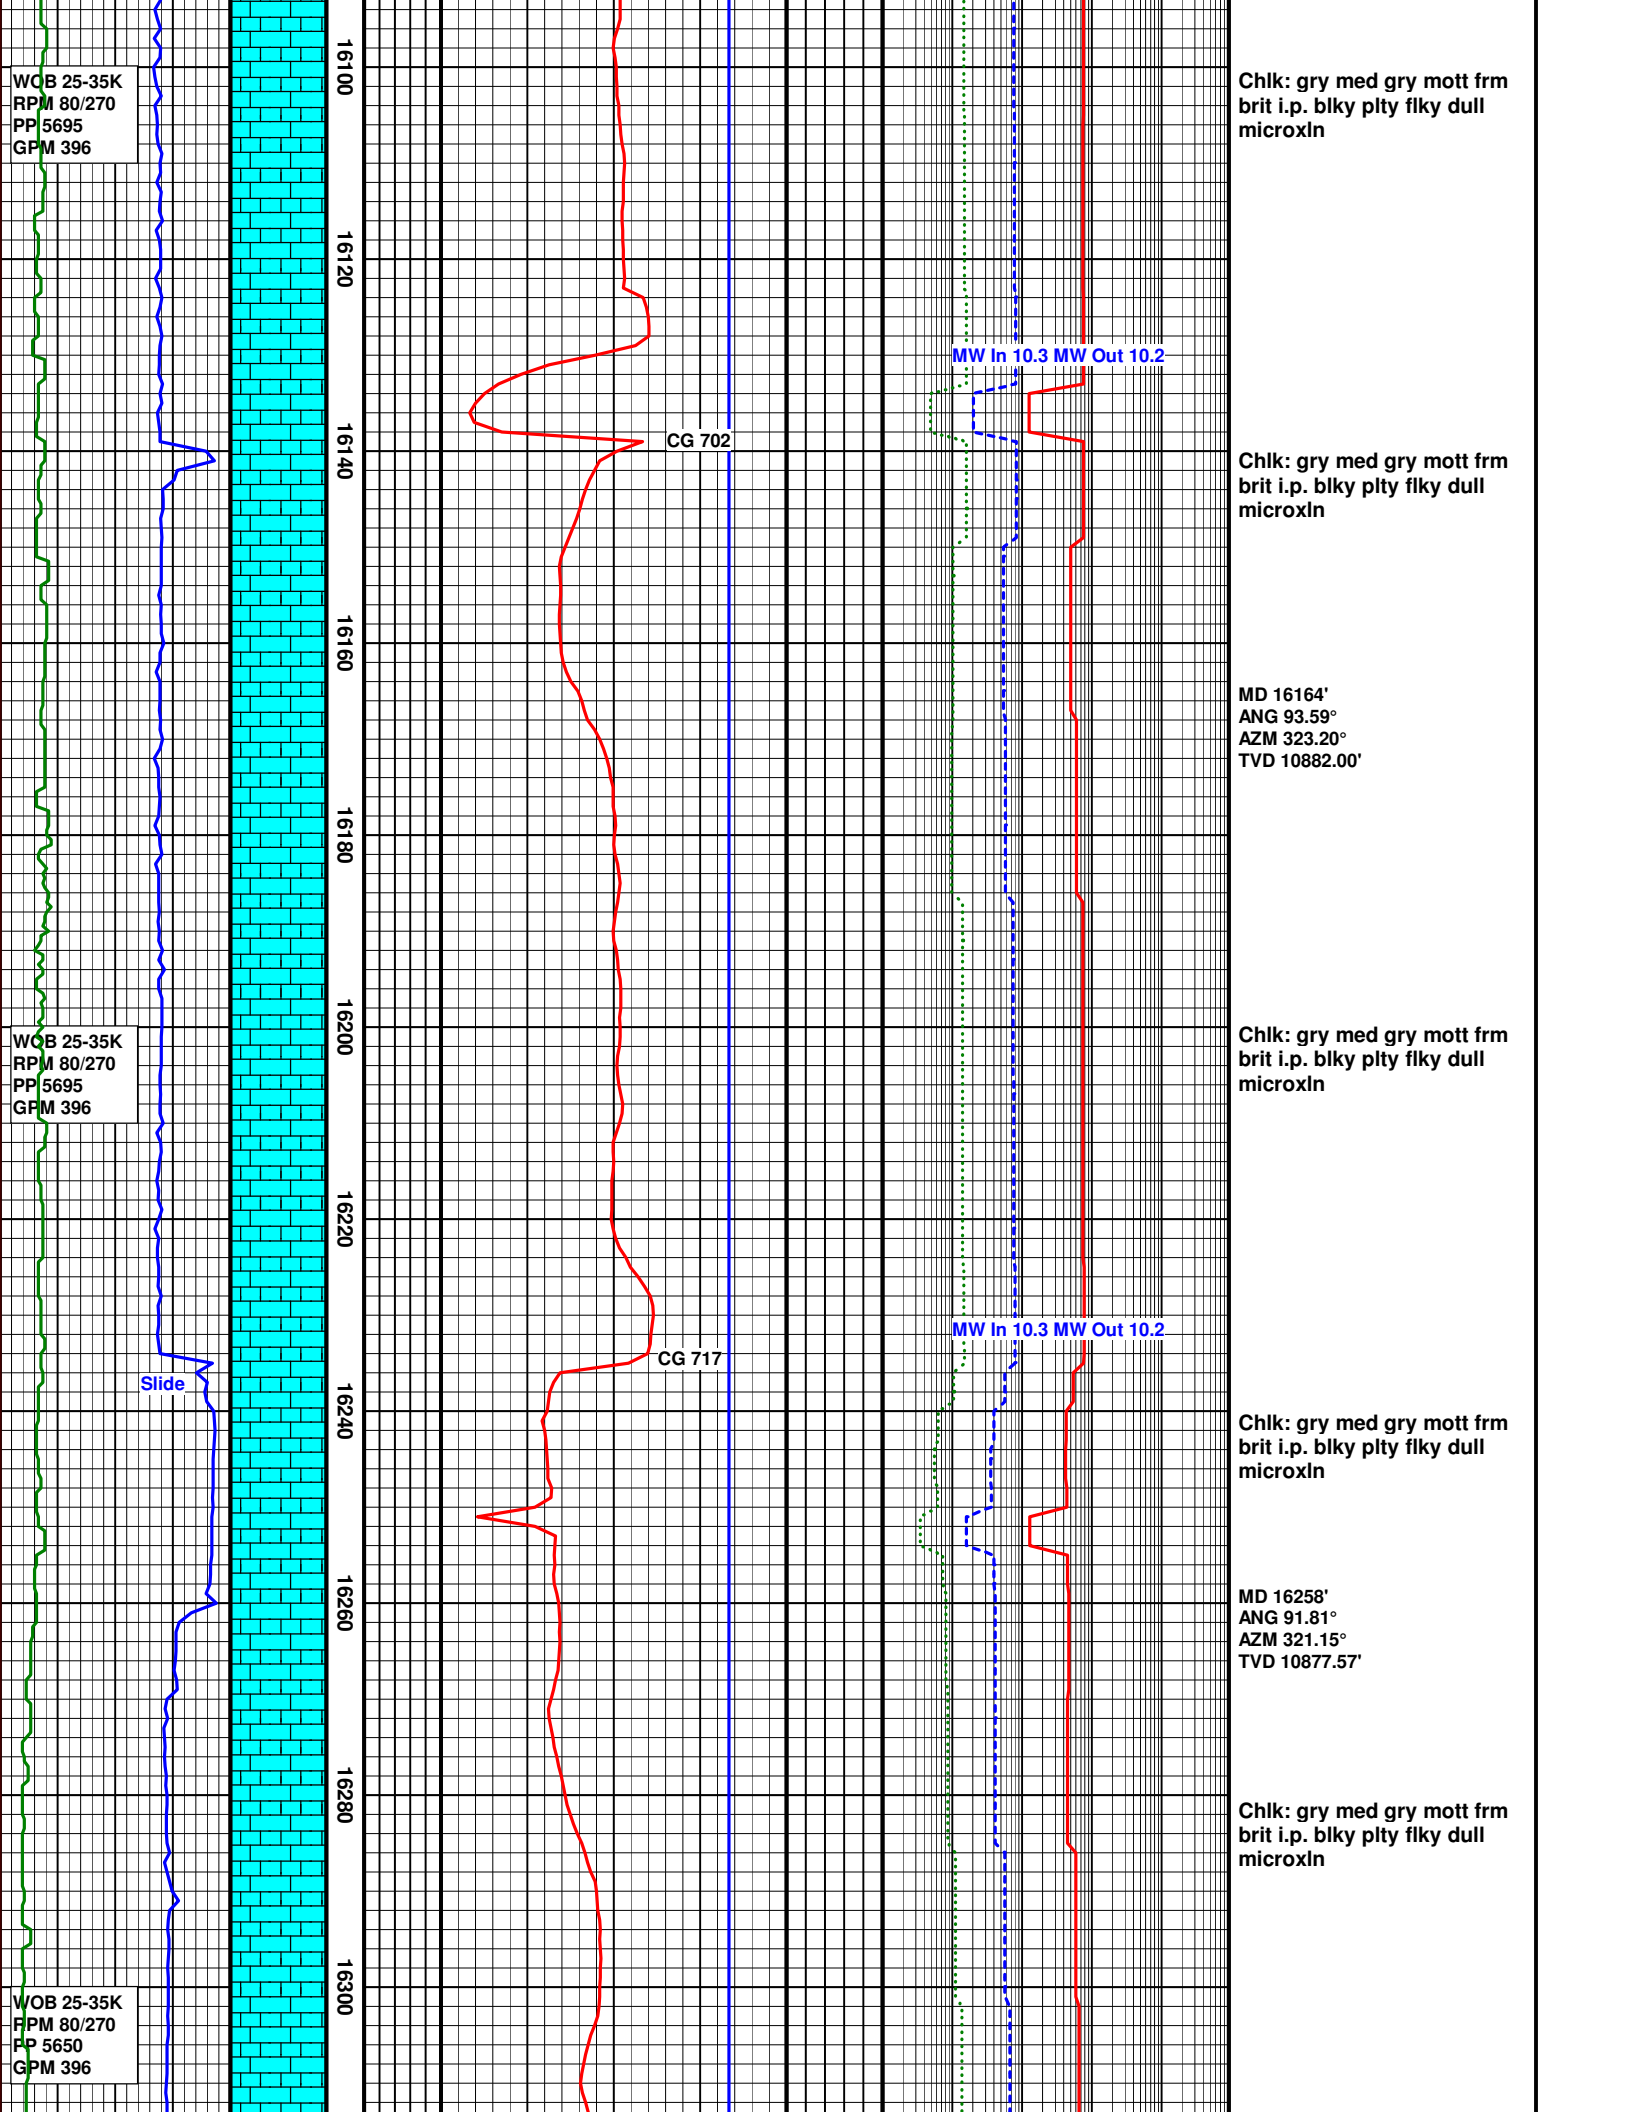 16100
WOB 25-35K
RPM 80/270
PP 5695
GPM 396
Chlk: gry med gry mott frm
brit i.p. blky plty flky dull
microxln
16120
MW In 10.3 MW Out 10.2
CG 702
16140
Chlk: gry med gry mott frm
brit i.p. blky plty flky dull
microxln
16160
MD 16164'
ANG 93.59°
AZM 323.20°
TVD 10882.00'
16180
16200
WOB 25-35K
RPM 80/270
PP 5695
GPM 396
Chlk: gry med gry mott frm
brit i.p. blky plty flky dull
microxln
16220
MW In 10.3 MW Out 10.2
CG 717
Slide
16240
Chlk: gry med gry mott frm
brit i.p. blky plty flky dull
microxln
16260
MD 16258'
ANG 91.81°
AZM 321.15°
TVD 10877.57'
16280
Chlk: gry med gry mott frm
brit i.p. blky plty flky dull
microxln
16300
WOB 25-35K
RPM 80/270
PP 5650
GPM 396